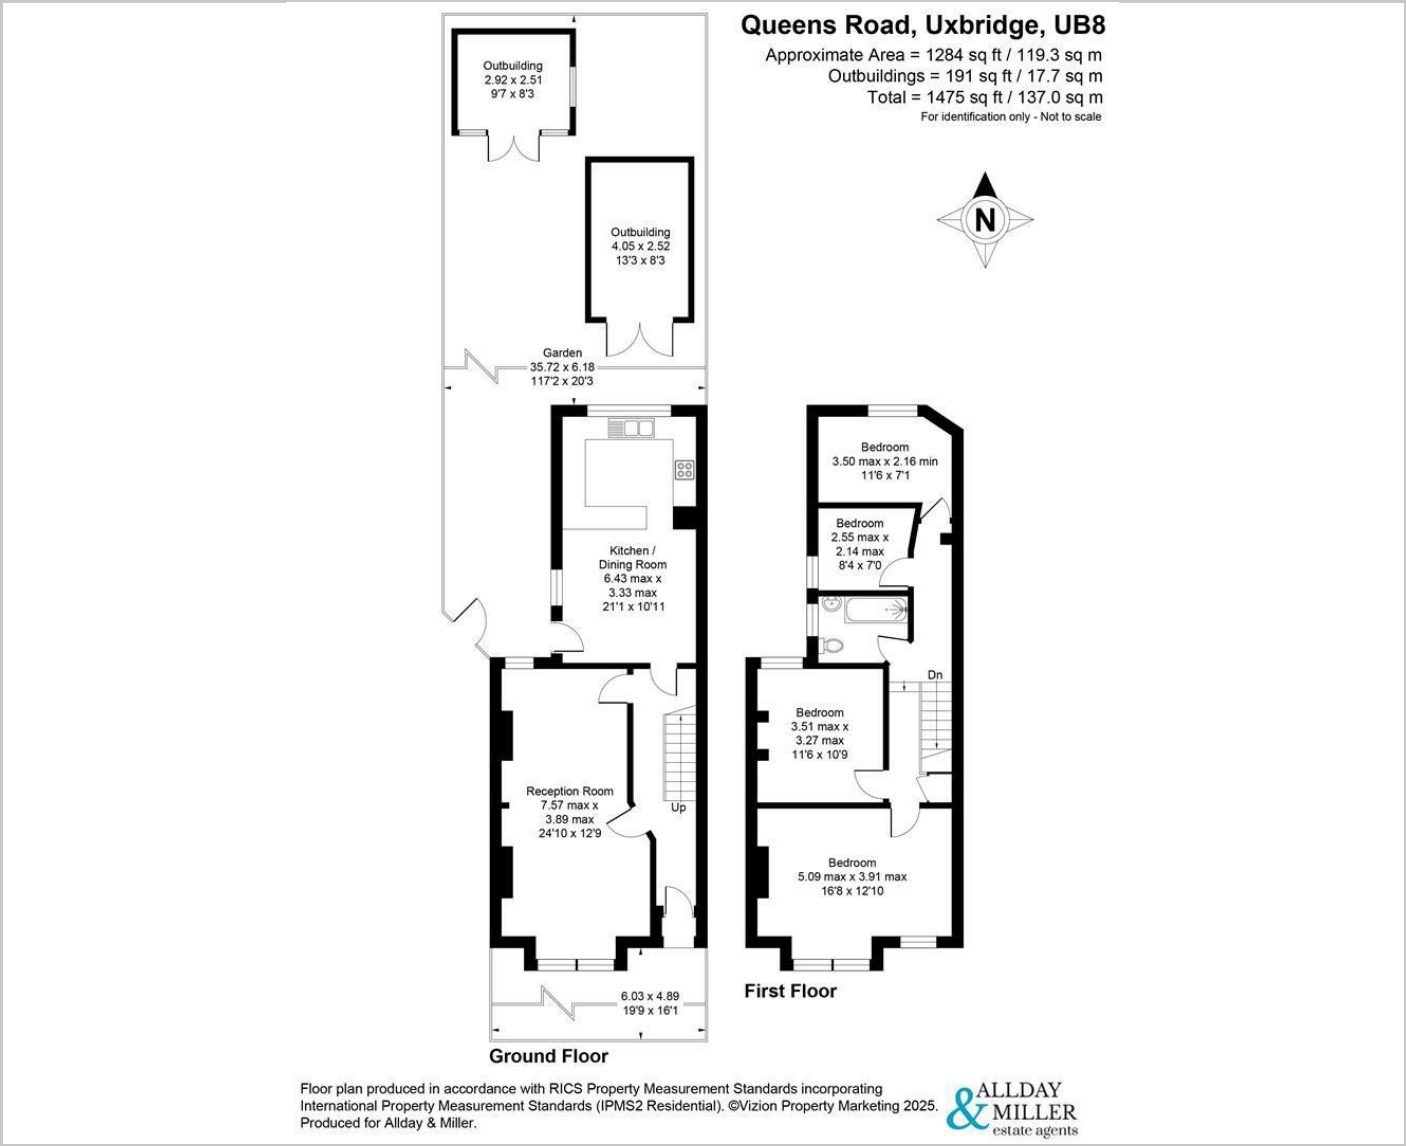 Queens Road, Uxbridge, UB8
Approximate Area = 1284 sq ft / 119.3 sq m
Outbuildings = 191 sq ft / 17.7 sq m
Total = 1475 sq ft / 137.0 sq m
For identification only - Not to scale
N
Outbuilding
2.92 x 2.51
9'7 x 8'3
Outbuilding
4.05 x 2.52
13'3 x 8'3
Garden
35.72 x 6.18
117'2 x 20'3
Kitchen /
Dining Room
6.43 max x
3.33 max
21'1 x 10'11
Reception Room
7.57 max x
3.89 max
24'10 x 12'9
Up
6.03 x 4.89
19'9 x 16'1
Ground Floor
Bedroom
3.50 max x 2.16 min
11'6 x 7'1
Bedroom
2.55 max x
2.14 max
8'4 x 7'0
Dn
Bedroom
3.51 max x
3.27 max
11'6 x 10'9
Bedroom
5.09 max x 3.91 max
16'8 x 12'10
First Floor
Floor plan produced in accordance with RICS Property Measurement Standards incorporating
International Property Measurement Standards (IPMS2 Residential). ©Vizion Property Marketing 2025.
Produced for Allday & Miller.
ALLDAY
& MILLER
estate agents